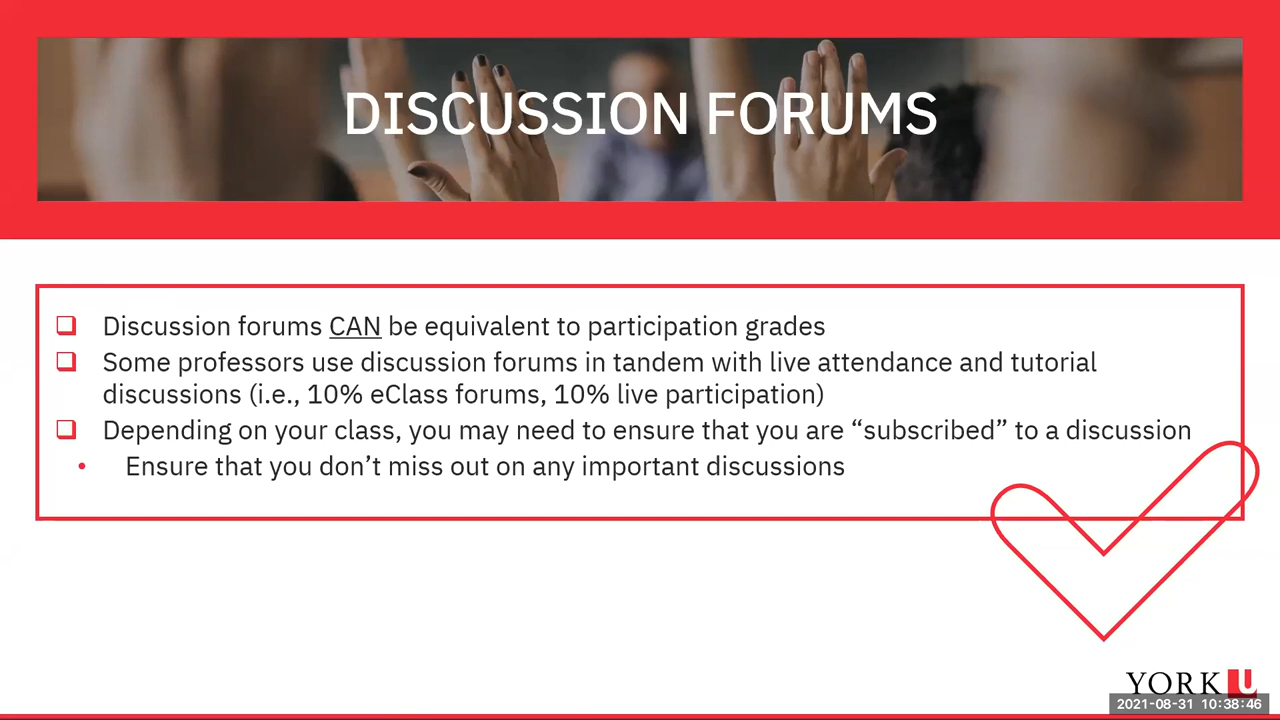 DISCUSSION FORUMS
Discussion forums CAN be equivalent to participation grades
Some professors use discussion forums in tandem with live attendance and tutorial
discussions (i.e., 10% eClass forums, 10% live participation)
Depending on your class, you may need to ensure that you are “subscribed” to a discussion
Ensure that you don’t miss out on any important discussions
YORK U
2021-08-31 10:38:46